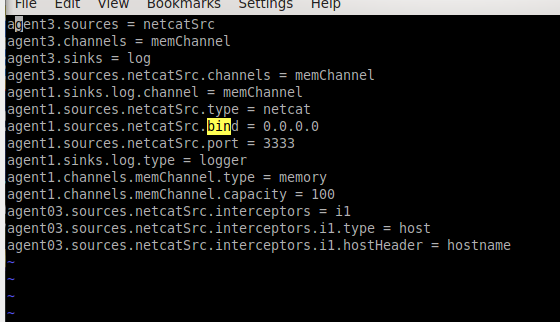 File Edit View Bookmarks Settings Help
agent3.sources = netcatSrc
agent3.channels = memChannel
agent3.sinks = log
agent3.sources.netcatSrc.channels = memChannel
agent1.sinks.log.channel = memChannel
agent1.sources.netcatSrc.type = netcat
agent1.sources.netcatSrc.bind = 0.0.0.0
agent1.sources.netcatSrc.port = 3333
agent1.sinks.log.type = logger
agent1.channels.memChannel.type = memory
agent1.channels.memChannel.capacity = 100
agent03.sources.netcatSrc.interceptors = i1
agent03.sources.netcatSrc.interceptors.i1.type = host
agent03.sources.netcatSrc.interceptors.i1.hostHeader = hostname
~
~
~
~